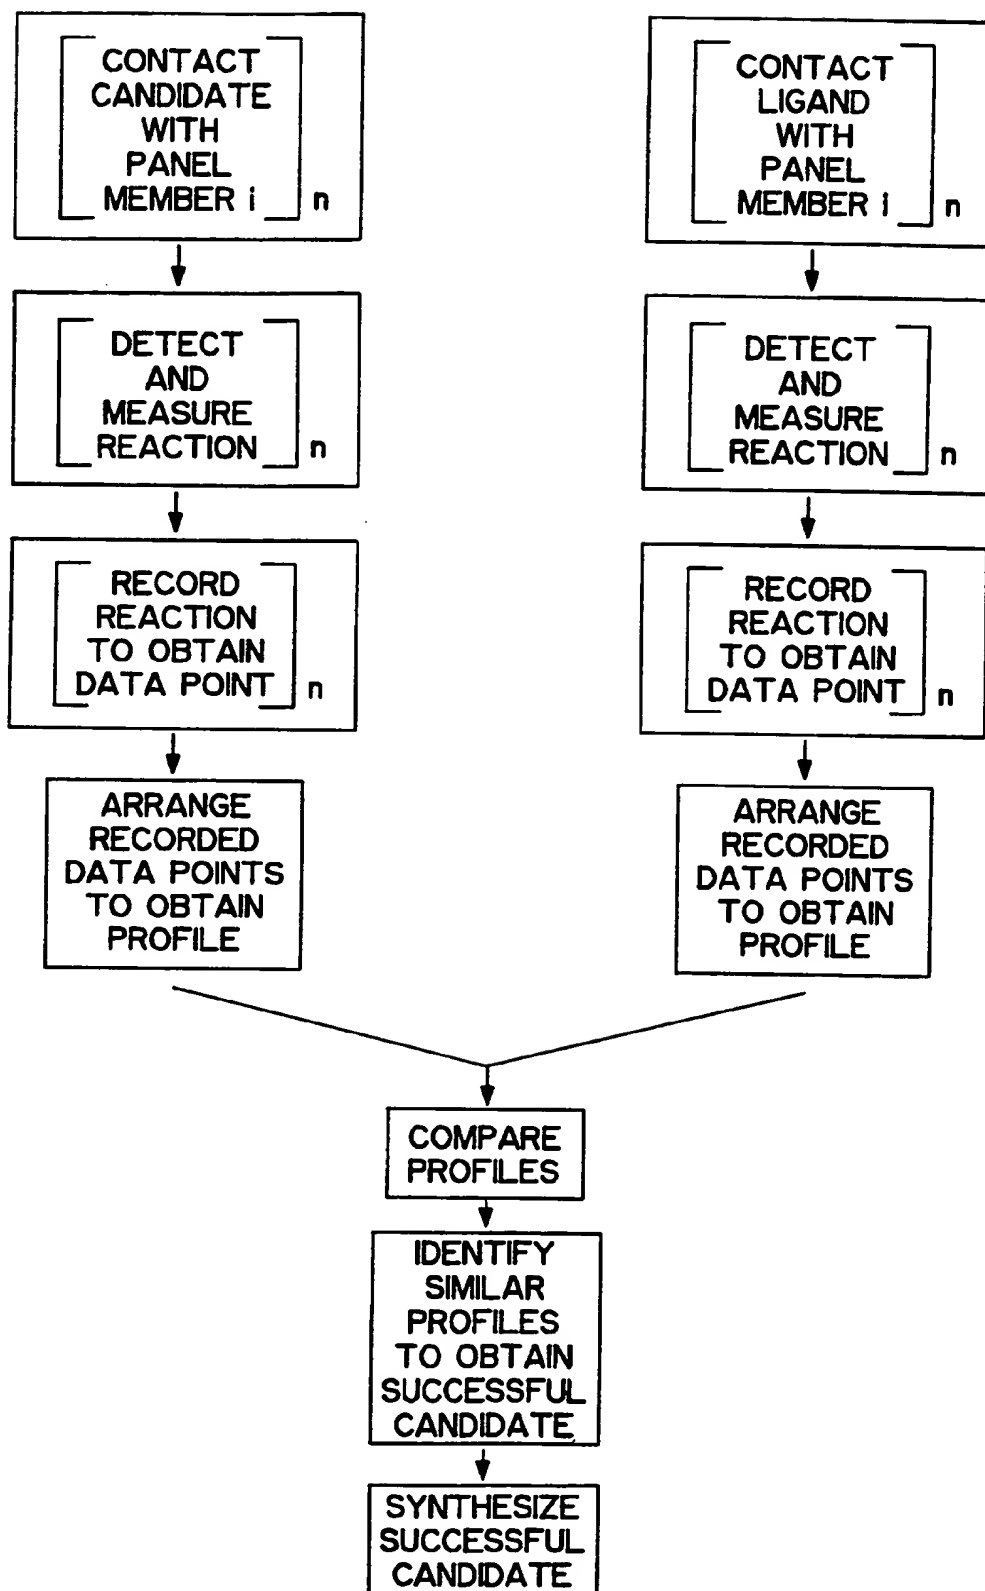 CONTACT
CANDIDATE
WITH
PANEL
MEMBER i
n
DETECT
AND
MEASURE
REACTION
n
RECORD
REACTION
TO OBTAIN
DATA POINT
n
ARRANGE
RECORDED
DATA POINTS
TO OBTAIN
PROFILE
CONTACT
LIGAND
WITH
PANEL
MEMBER i
n
DETECT
AND
MEASURE
REACTION
n
RECORD
REACTION
TO OBTAIN
DATA POINT
n
ARRANGE
RECORDED
DATA POINTS
TO OBTAIN
PROFILE
COMPARE
PROFILES
IDENTIFY
SIMILAR
PROFILES
TO OBTAIN
SUCCESSFUL
CANDIDATE
SYNTHESIZE
SUCCESSFUL
CANDIDATE